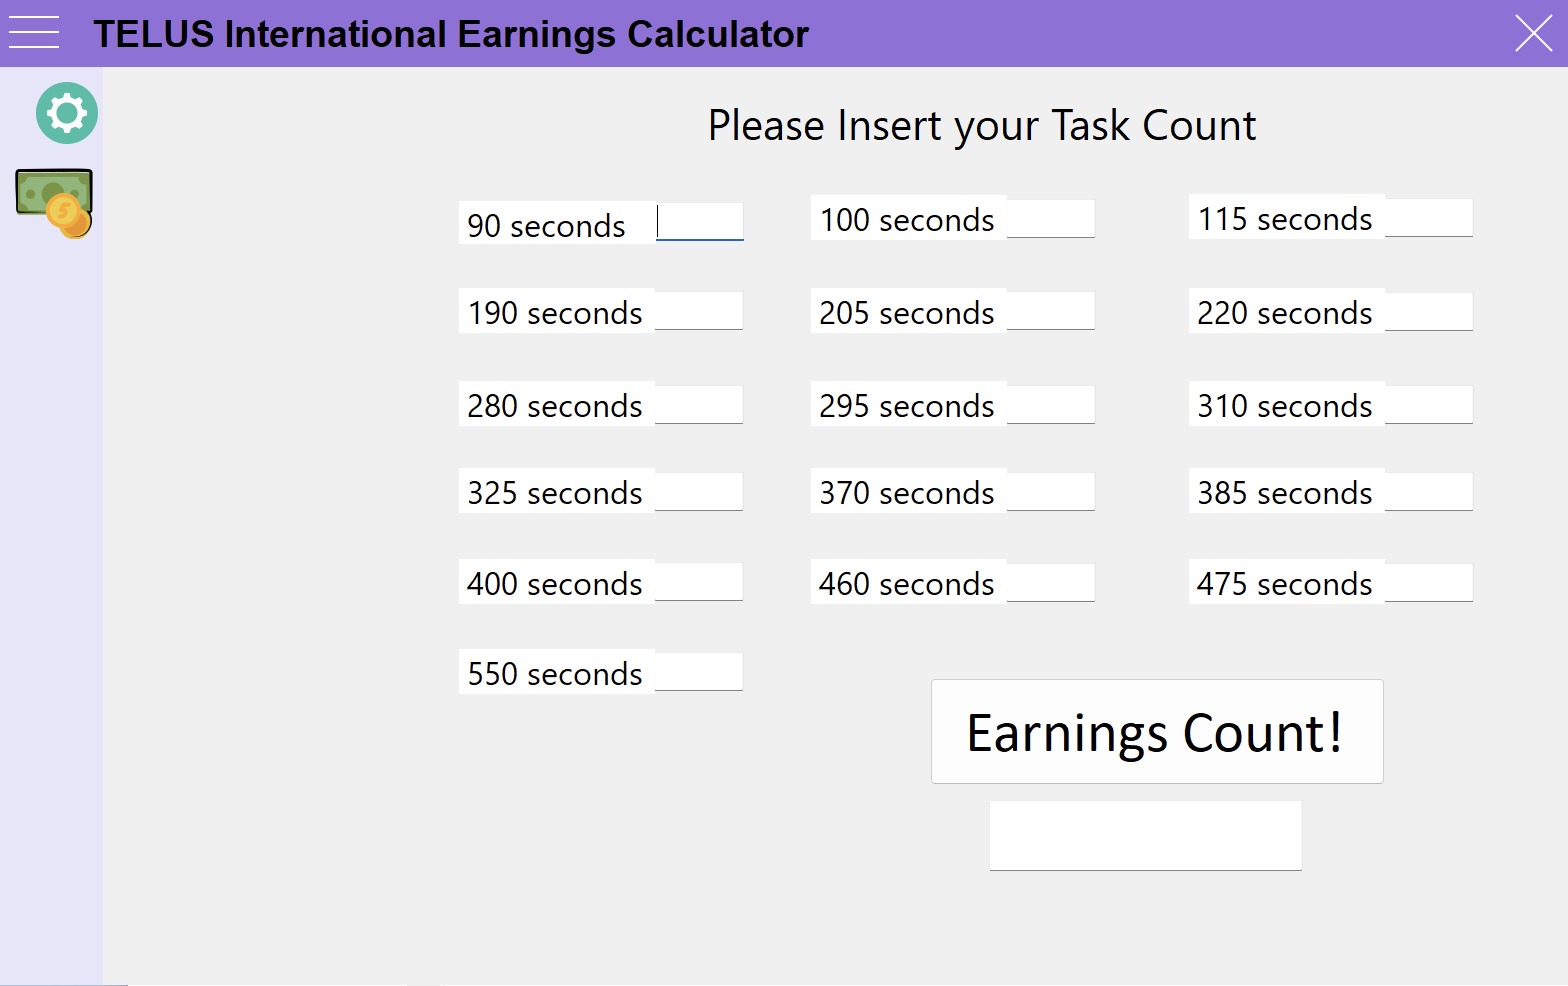 TELUS International Earnings Calculator
Please Insert your Task Count
90 seconds
100 seconds
115 seconds
190 seconds
205 seconds
220 seconds
280 seconds
295 seconds
310 seconds
325 seconds
370 seconds
385 seconds
400 seconds
460 seconds
475 seconds
550 seconds
Earnings Count!
5